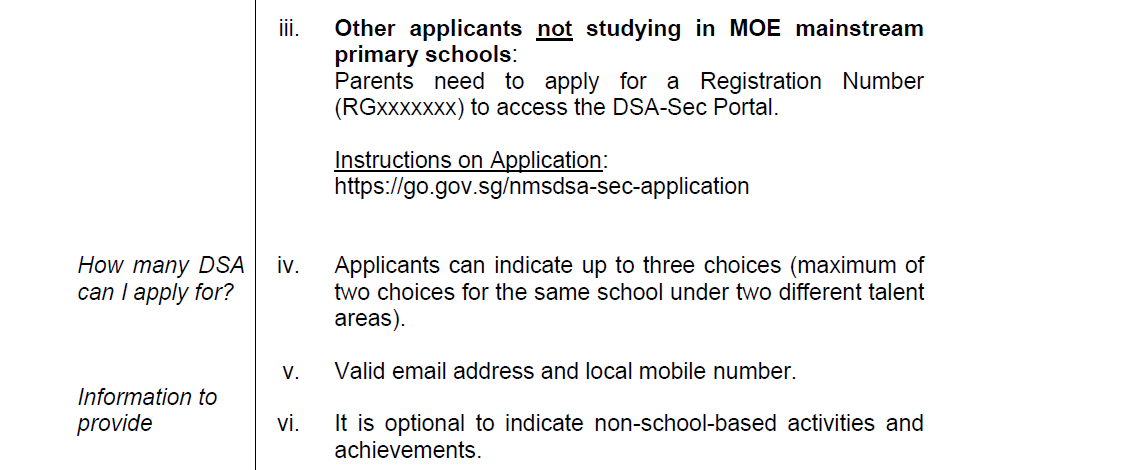 iii. Other applicants not studying in MOE mainstream
primary schools:
Parents need to apply for a Registration Number
(RGxxxxxxx) to access the DSA-Sec Portal.
Instructions on Application:
https://go.gov.sg/nmsdsa-sec-application
How many DSA
can I apply for?
iv. Applicants can indicate up to three choices (maximum of
two choices for the same school under two different talent
areas).
v. Valid email address and local mobile number.
Information to
provide
vi. It is optional to indicate non-school-based activities and
achievements.